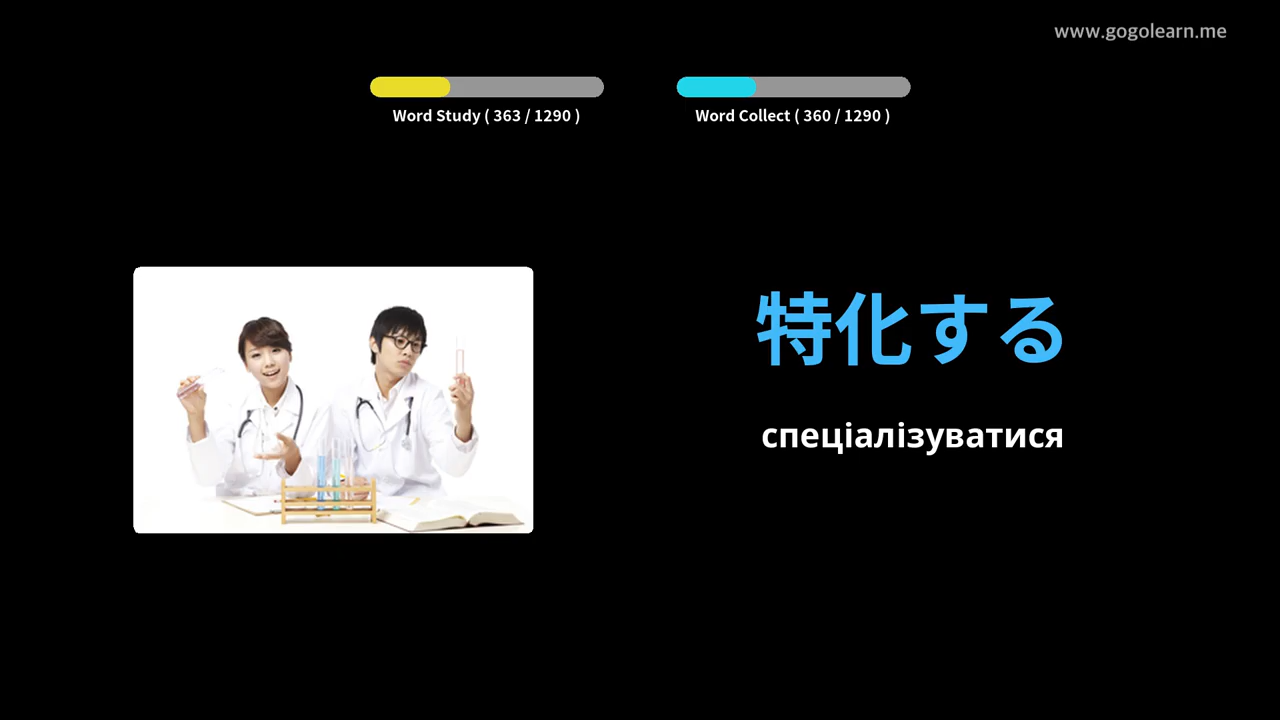 www.gogolearn.me
Word Study ( 363 / 1290 )
Word Collect ( 360 / 1290 )
特化する
спеціалізуватися